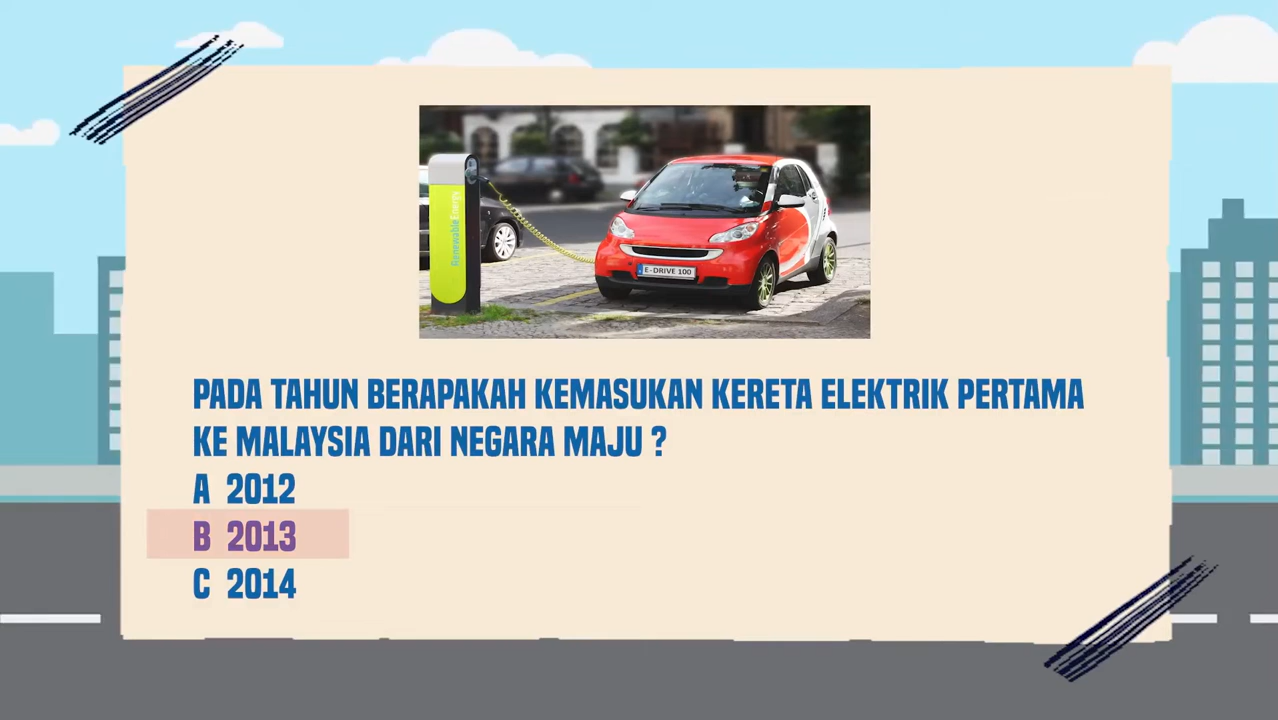 Renewable Energy
E-DRIVE 100
PADA TAHUN BERAPAKAH KEMASUKAN KERETA ELEKTRIK PERTAMA
KE MALAYSIA DARI NEGARA MAJU ?
A 2012
B 2013
C 2014